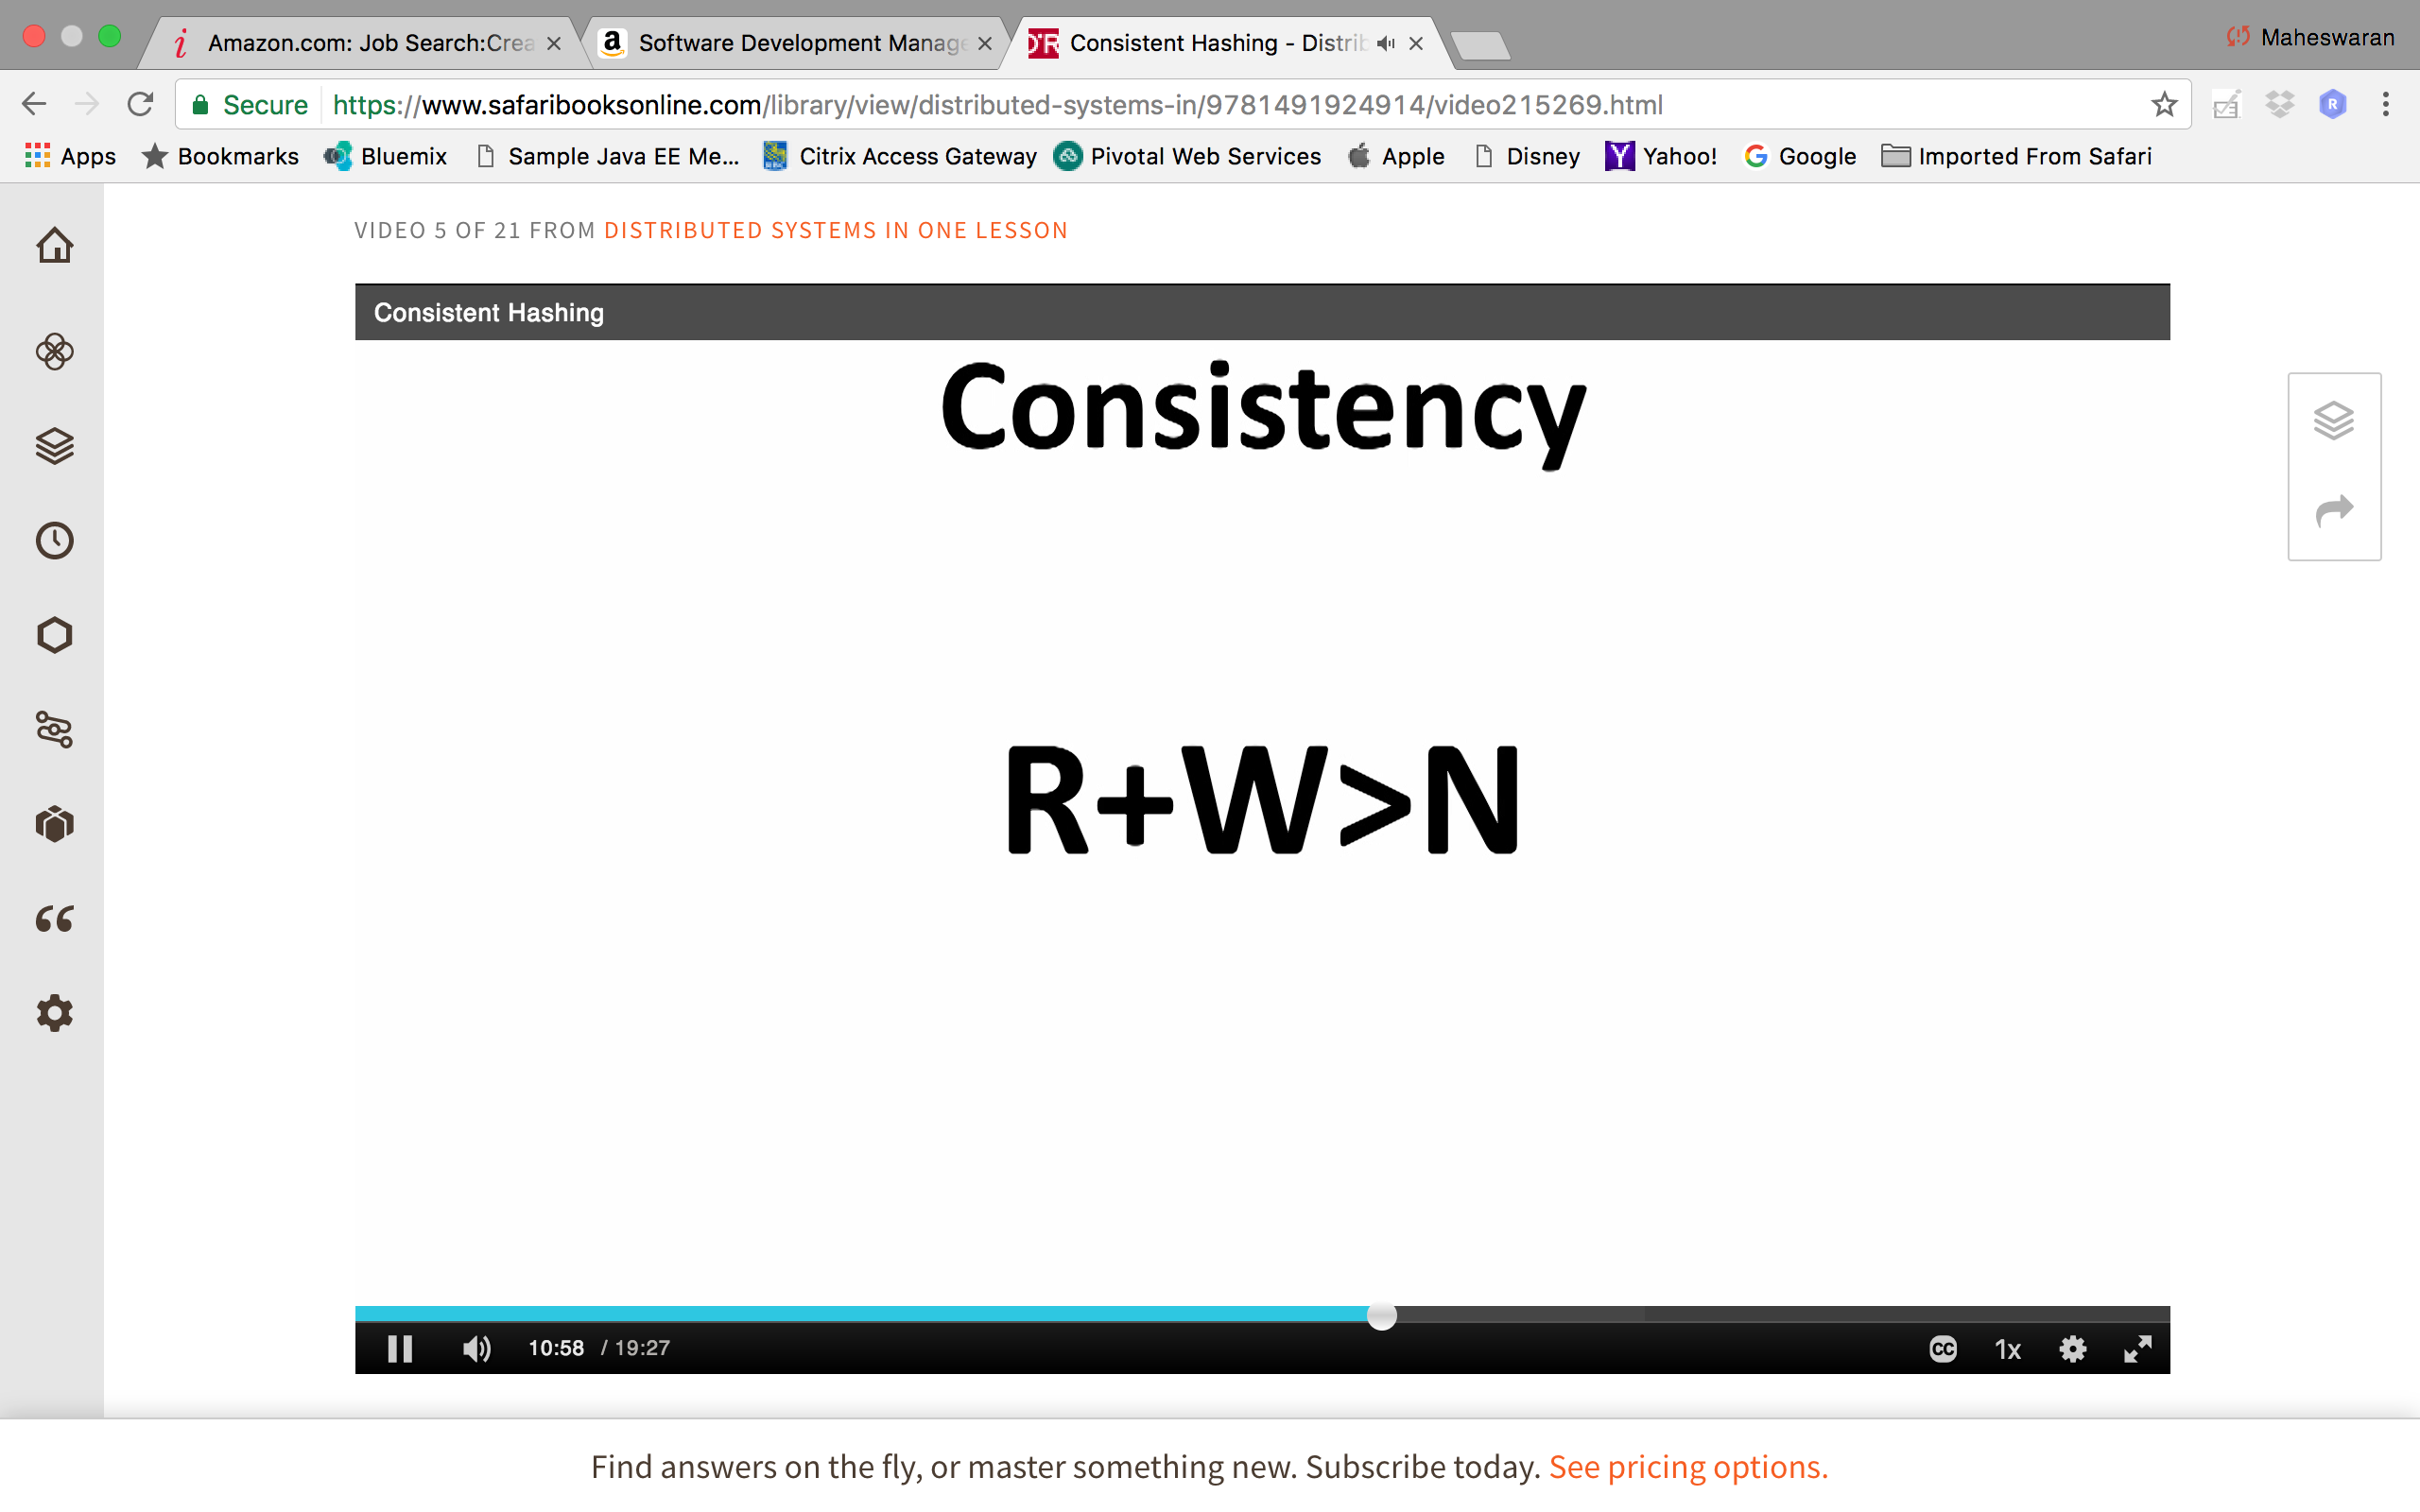 Amazon.com: Job Search:Crea
Software Development Manage
Consistent Hashing - Distrib
Maheswaran
Secure https://www.safaribooksonline.com/library/view/distributed-systems-in/9781491924914/video215269.html
Apps Bookmarks Bluemix Sample Java EE Me... Citrix Access Gateway Pivotal Web Services Apple Disney Yahoo! Google Imported From Safari
VIDEO 5 OF 21 FROM DISTRIBUTED SYSTEMS IN ONE LESSON
Consistent Hashing
Consistency
R+W>N
10:58 / 19:27 CC 1x
Find answers on the fly, or master something new. Subscribe today. See pricing options.